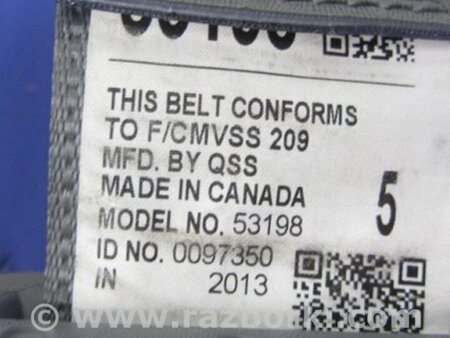 THIS BELT CONFORMS
TO F/CMVSS 209
MFD. BY QSS
MADE IN CANADA
5
MODEL NO. 53198
ID NO. 0097350
IN 2013
© www.razborki.com